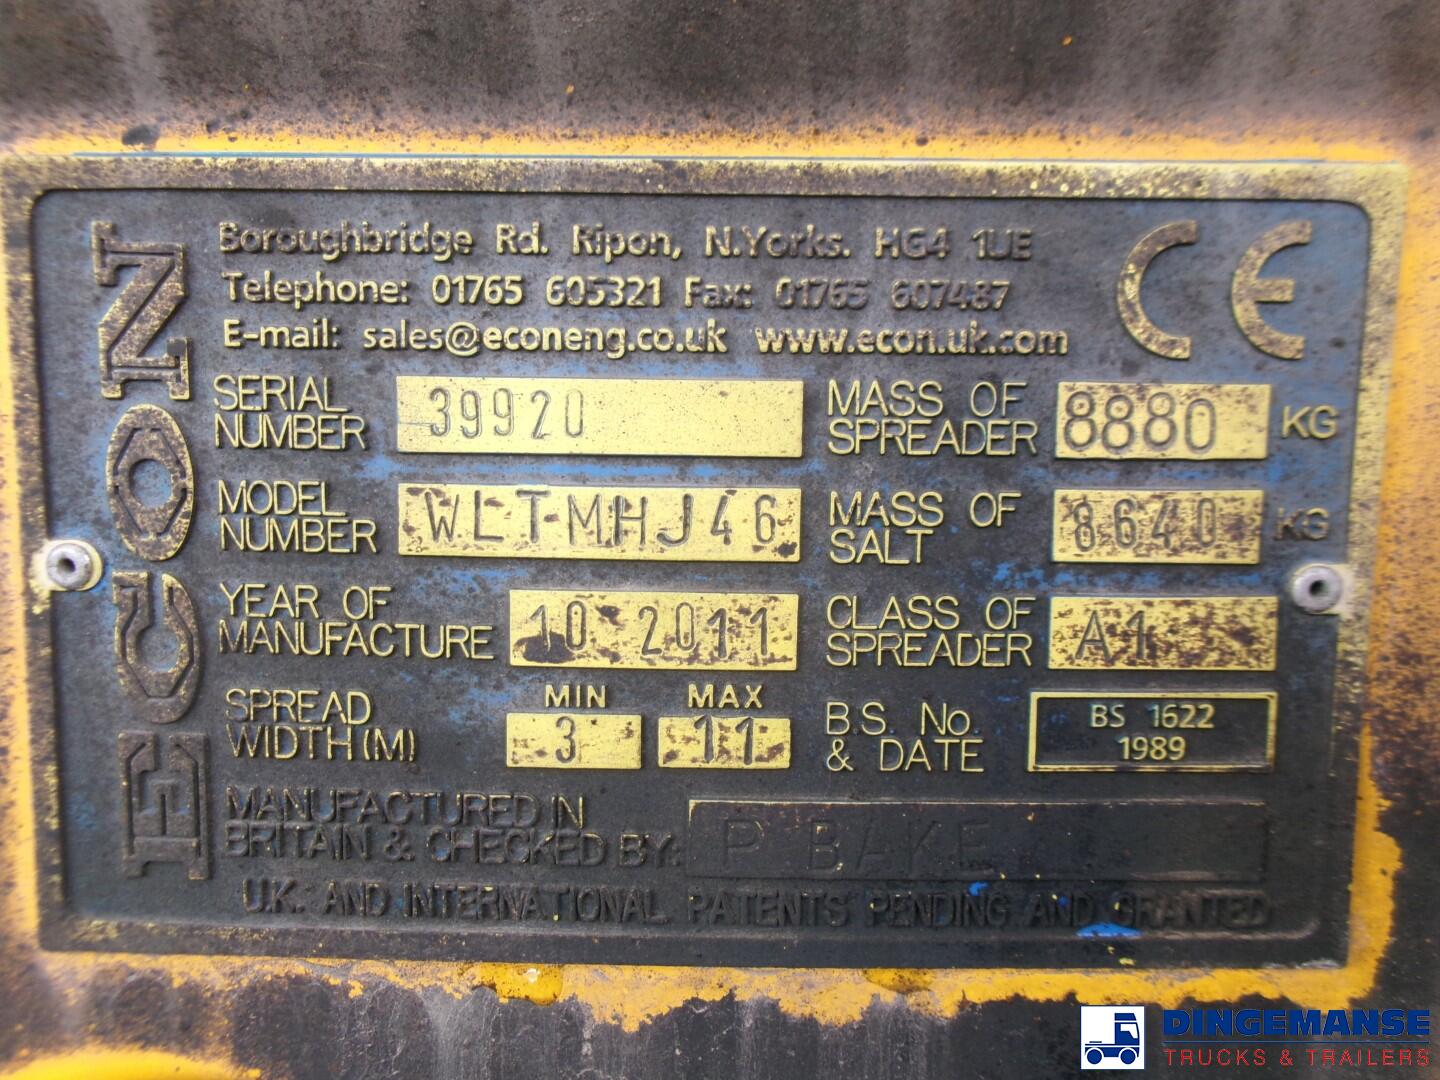 ECON
Boroughbridge Rd. Ripon, N.Yorks. HG4 1UE
Telephone: 01765 605321 Fax: 01765 607487
E-mail: sales@econeng.co.uk www.econ.uk.com
CE
SERIAL NUMBER 39920
MASS OF SPREADER 8880 KG
MODEL NUMBER WLTMHJ46
MASS OF SALT 8640 KG
YEAR OF MANUFACTURE 10 2011
CLASS OF SPREADER A1
SPREAD WIDTH (M) MIN 3 MAX 11
B.S. No. & DATE BS 1622 1989
MANUFACTURED IN
BRITAIN & CHECKED BY: P BAKE
U.K. AND INTERNATIONAL PATENTS PENDING AND GRANTED
DINGEMANSE
TRUCKS & TRAILERS